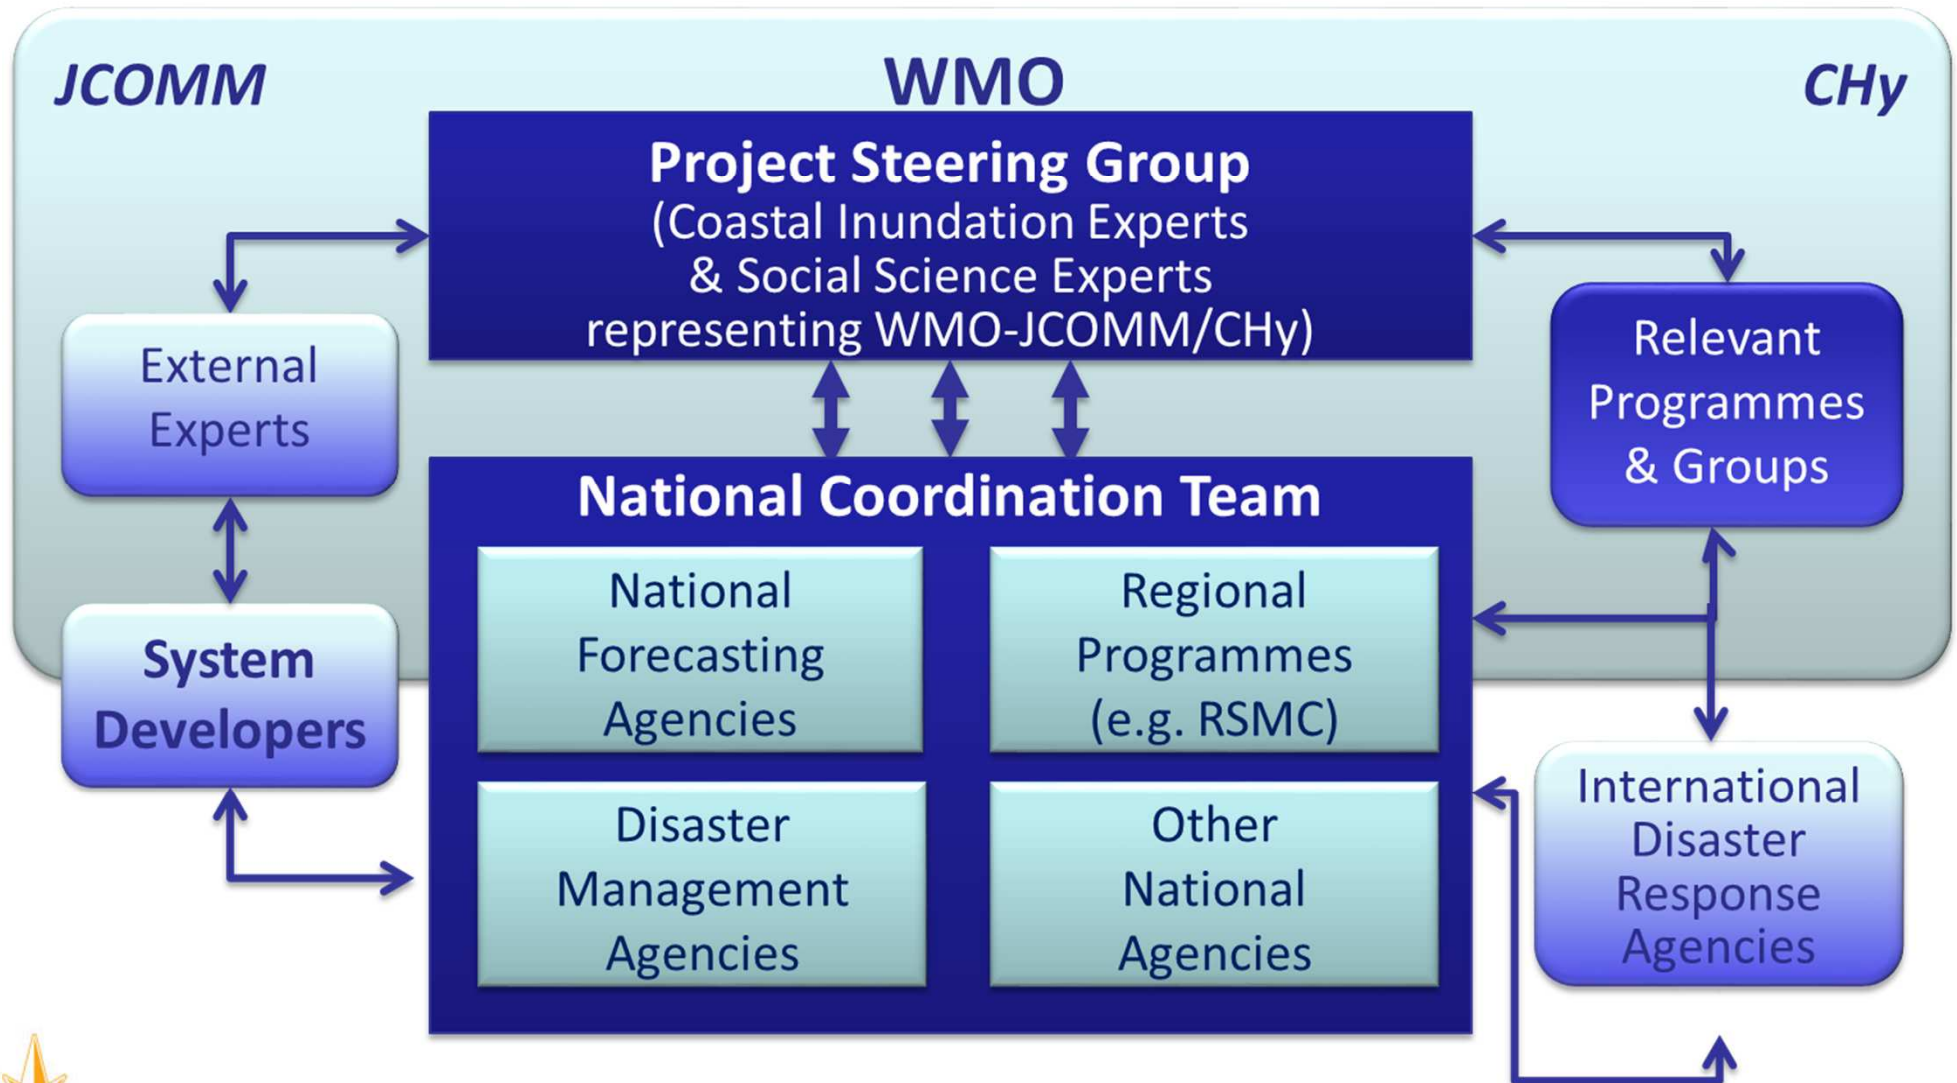 JCOMM
WMO
CHy
Project Steering Group
(Coastal Inundation Experts
& Social Science Experts
representing WMO-JCOMM/CHy)
External
Experts
Relevant
Programmes
& Groups
National Coordination Team
National
Forecasting
Agencies
Regional
Programmes
(e.g. RSMC)
System
Developers
Disaster
Management
Agencies
Other
National
Agencies
International
Disaster
Response
Agencies